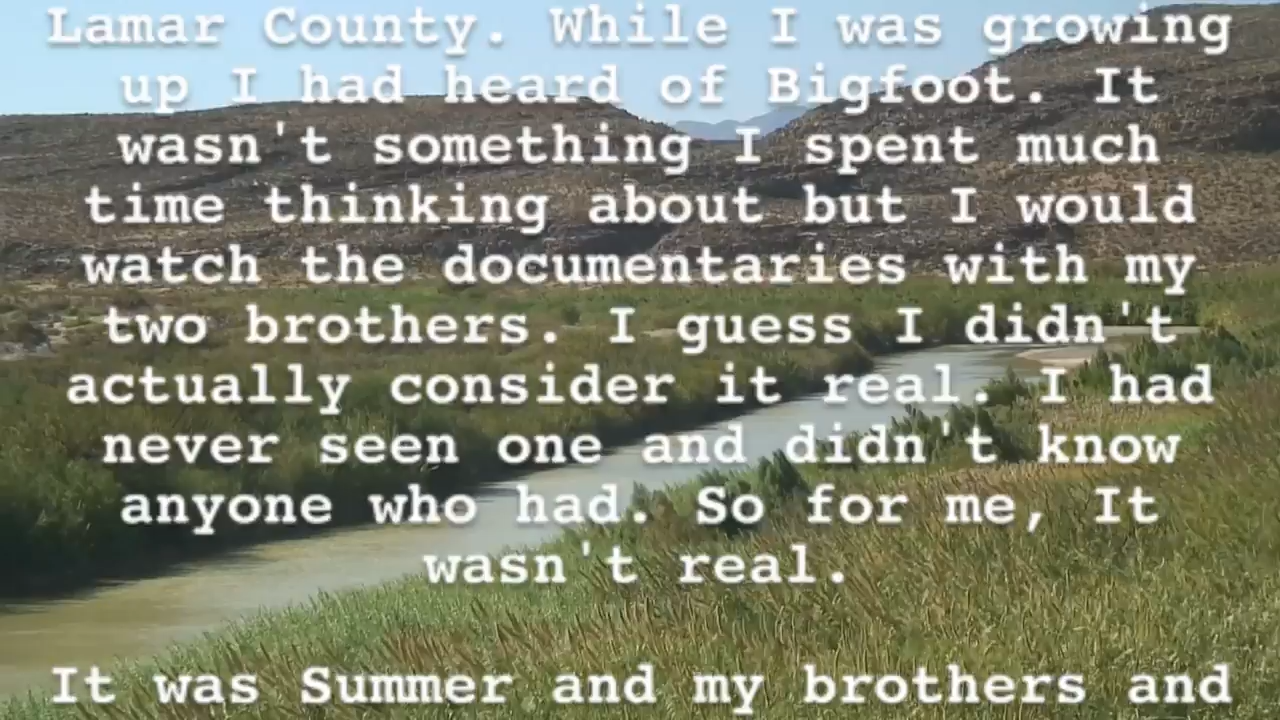 Lamar County. While I was growing
up I had heard of Bigfoot. It
wasn't something I spent much
time thinking about but I would
watch the documentaries with my
two brothers. I guess I didn't
actually consider it real. I had
never seen one and didn't know
anyone who had. So for me, It
wasn't real.
It was Summer and my brothers and